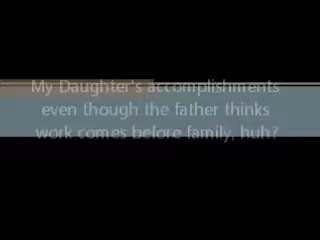 My Daughter's accomplishments
even though the father thinks
work comes before family, huh?